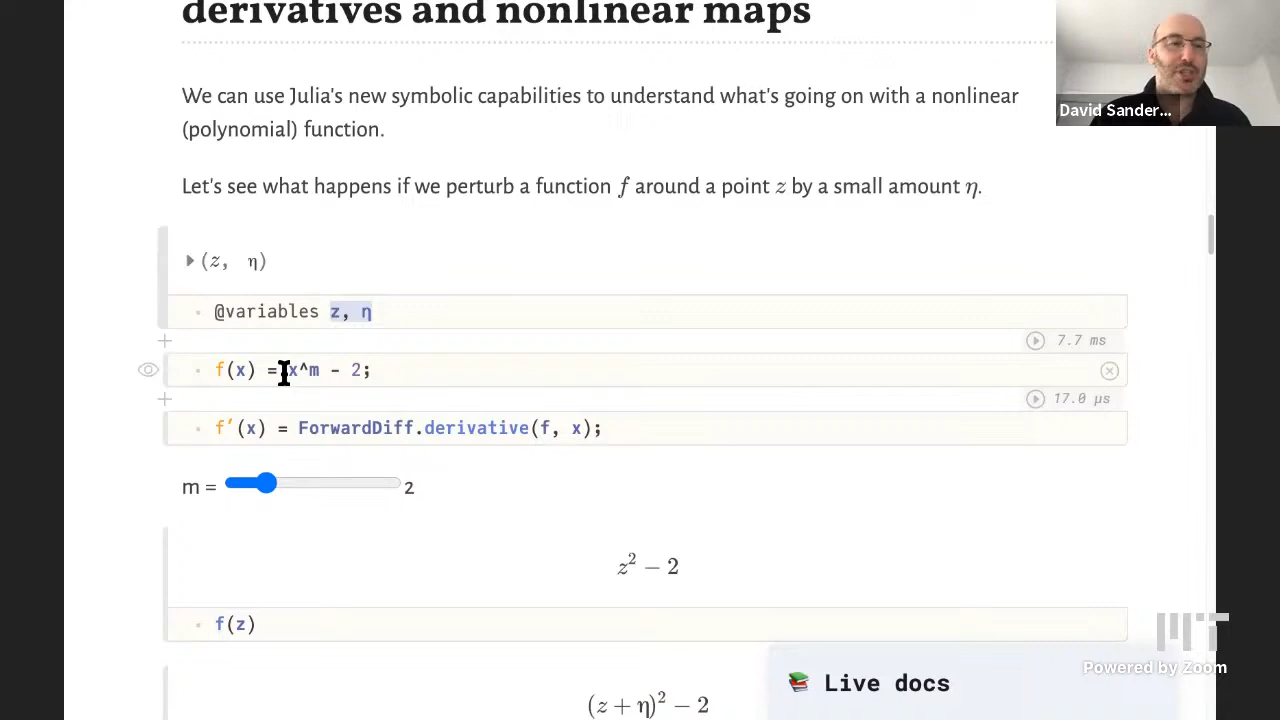 derivatives and nonlinear maps
David Sander...
We can use Julia's new symbolic capabilities to understand what's going on with a nonlinear
(polynomial) function.
Let's see what happens if we perturb a function f around a point z by a small amount η.
(z, η)
@variables z, η
7.7 ms
f(x) = x^m - 2;
17.0 μs
f′(x) = ForwardDiff.derivative(f, x);
m = 2
z² − 2
f(z)
MIT
Powered by Zoom
Live docs
(z + η)² − 2